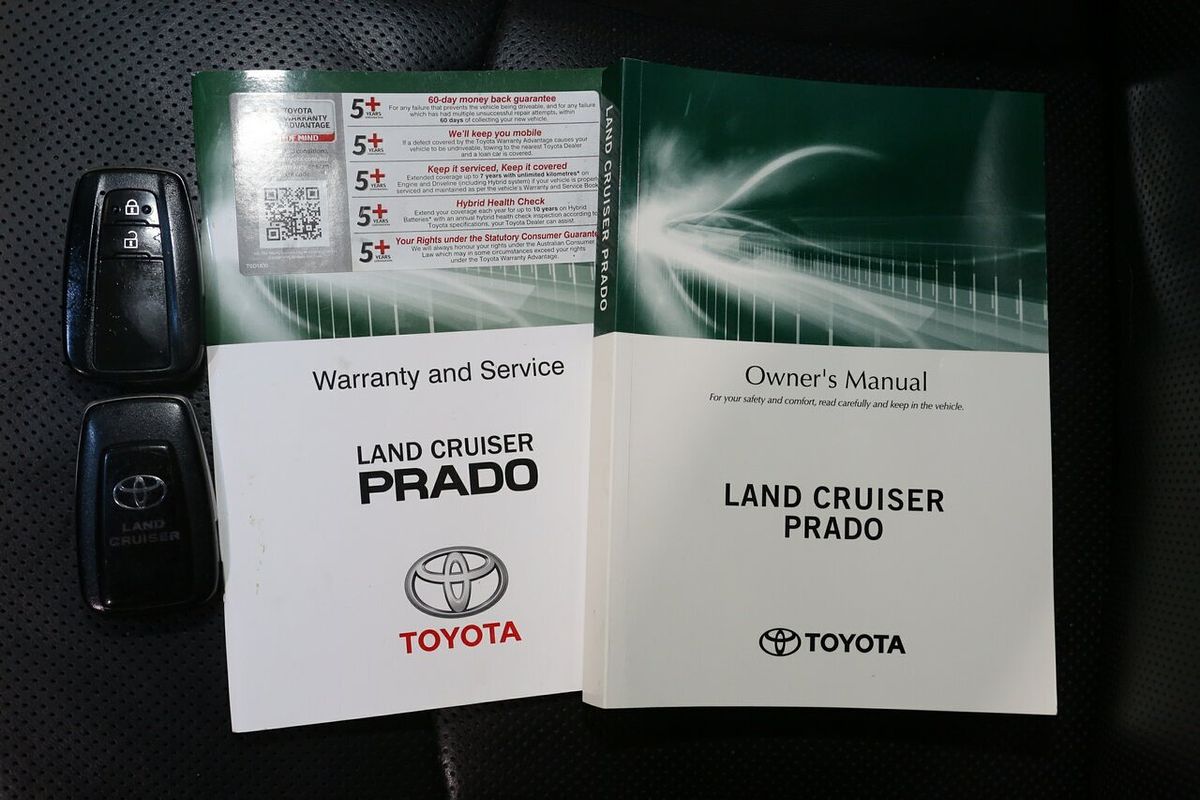 TOYOTA
WARRANTY
ADVANTAGE
OF MIND
5+ YEARS
60-day money back guarantee
For any failure that prevents the vehicle being driveable, and for any failure
which has had multiple unsuccessful repair attempts, within
60 days of collecting your new vehicle.
5+ YEARS
We'll keep you mobile
If a defect covered by the Toyota Warranty Advantage causes your
vehicle to be undriveable, towing to the nearest Toyota Dealer
and a loan car is covered.
5+ YEARS
Keep it serviced, Keep it covered
Extended coverage up to 7 years with unlimited kilometres* on
Engine and Driveline (including Hybrid system) if your vehicle is properl
serviced and maintained as per the vehicle's Warranty and Service Book
5+ YEARS
Hybrid Health Check
Extend your coverage each year for up to 10 years on Hybrid
Batteries* with an annual hybrid health check inspection according to
Toyota specifications, your Toyota Dealer can assist.
5+ YEARS
Your Rights under the Statutory Consumer Guarante
We will always honour your rights under the Australian Consumer
Law which may in some circumstances exceed your rights
under the Toyota Warranty Advantage.
Warranty and Service
LAND CRUISER
PRADO
TOYOTA
LAND CRUISER PRADO
Owner's Manual
For your safety and comfort, read carefully and keep in the vehicle.
LAND CRUISER
PRADO
TOYOTA
LAND
CRUISER